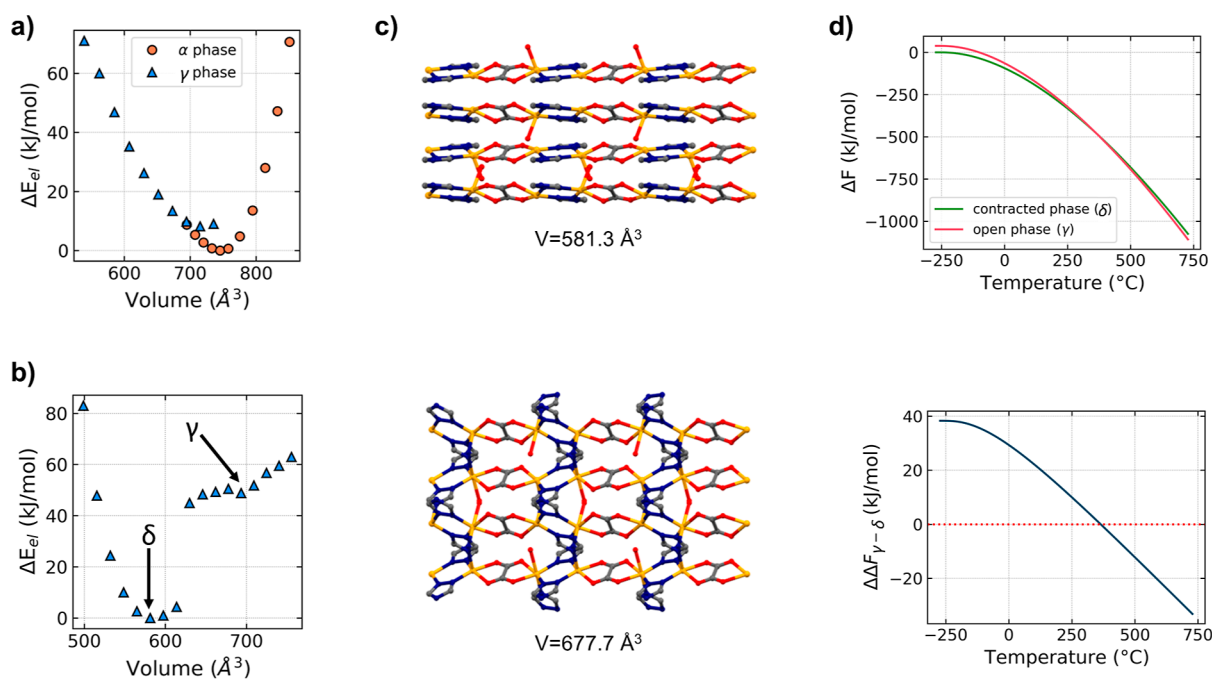 a)
ΔE_el (kJ/mol)
60
40
20
0
600
700
800
Volume (Å³)
α phase
γ phase
b)
ΔE_el (kJ/mol)
80
60
40
20
0
500
600
700
Volume (Å³)
γ
δ
c)
V=581.3 Å³
V=677.7 Å³
d)
ΔF (kJ/mol)
0
−250
−500
−750
−1000
−250
0
250
500
750
Temperature (°C)
contracted phase (δ)
open phase (γ)
ΔΔF_γ−δ (kJ/mol)
40
20
0
−20
−250
0
250
500
750
Temperature (°C)